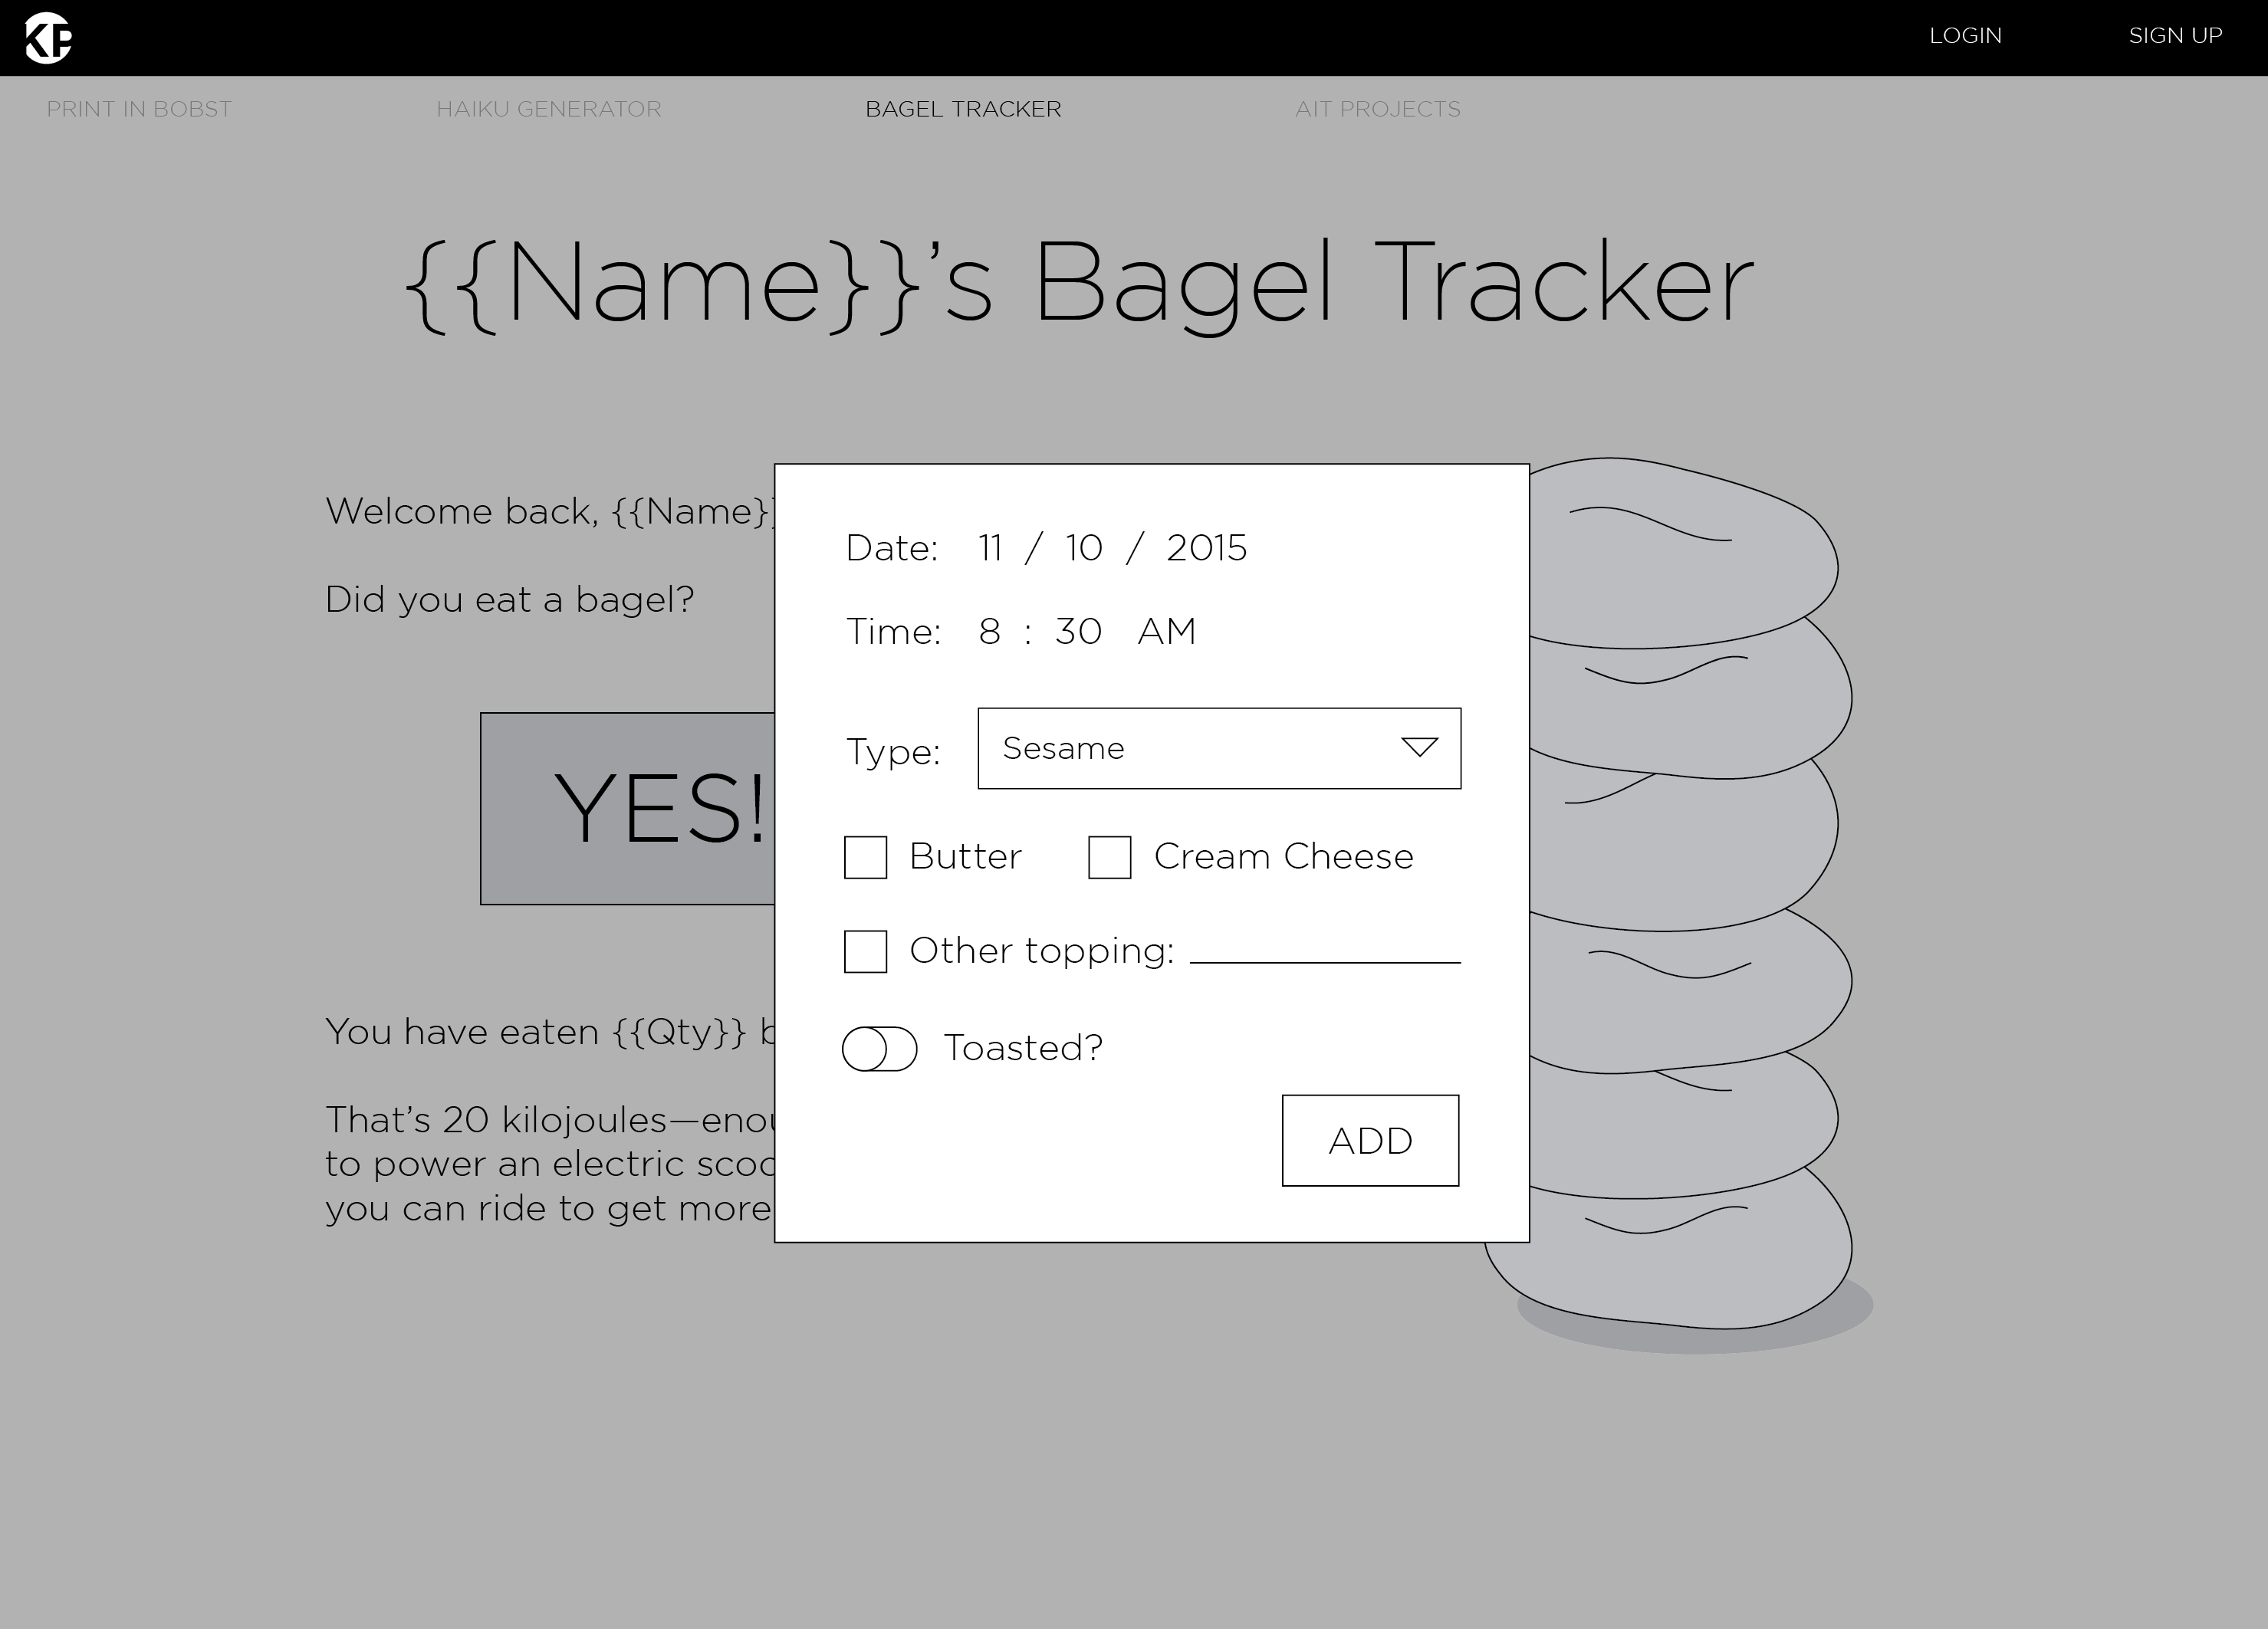 KP
LOGIN SIGN UP
PRINT IN BOBST HAIKU GENERATOR BAGEL TRACKER AIT PROJECTS
{{Name}}’s Bagel Tracker
Welcome back, {{Name}
Did you eat a bagel?
YES!
You have eaten {{Qty}}
That’s 20 kilojoules—
to power an electric
you can ride to get more
Date: 11 / 10 / 2015
Time: 8 : 30 AM
Type: Sesame
Butter Cream Cheese
Other topping:
Toasted?
ADD